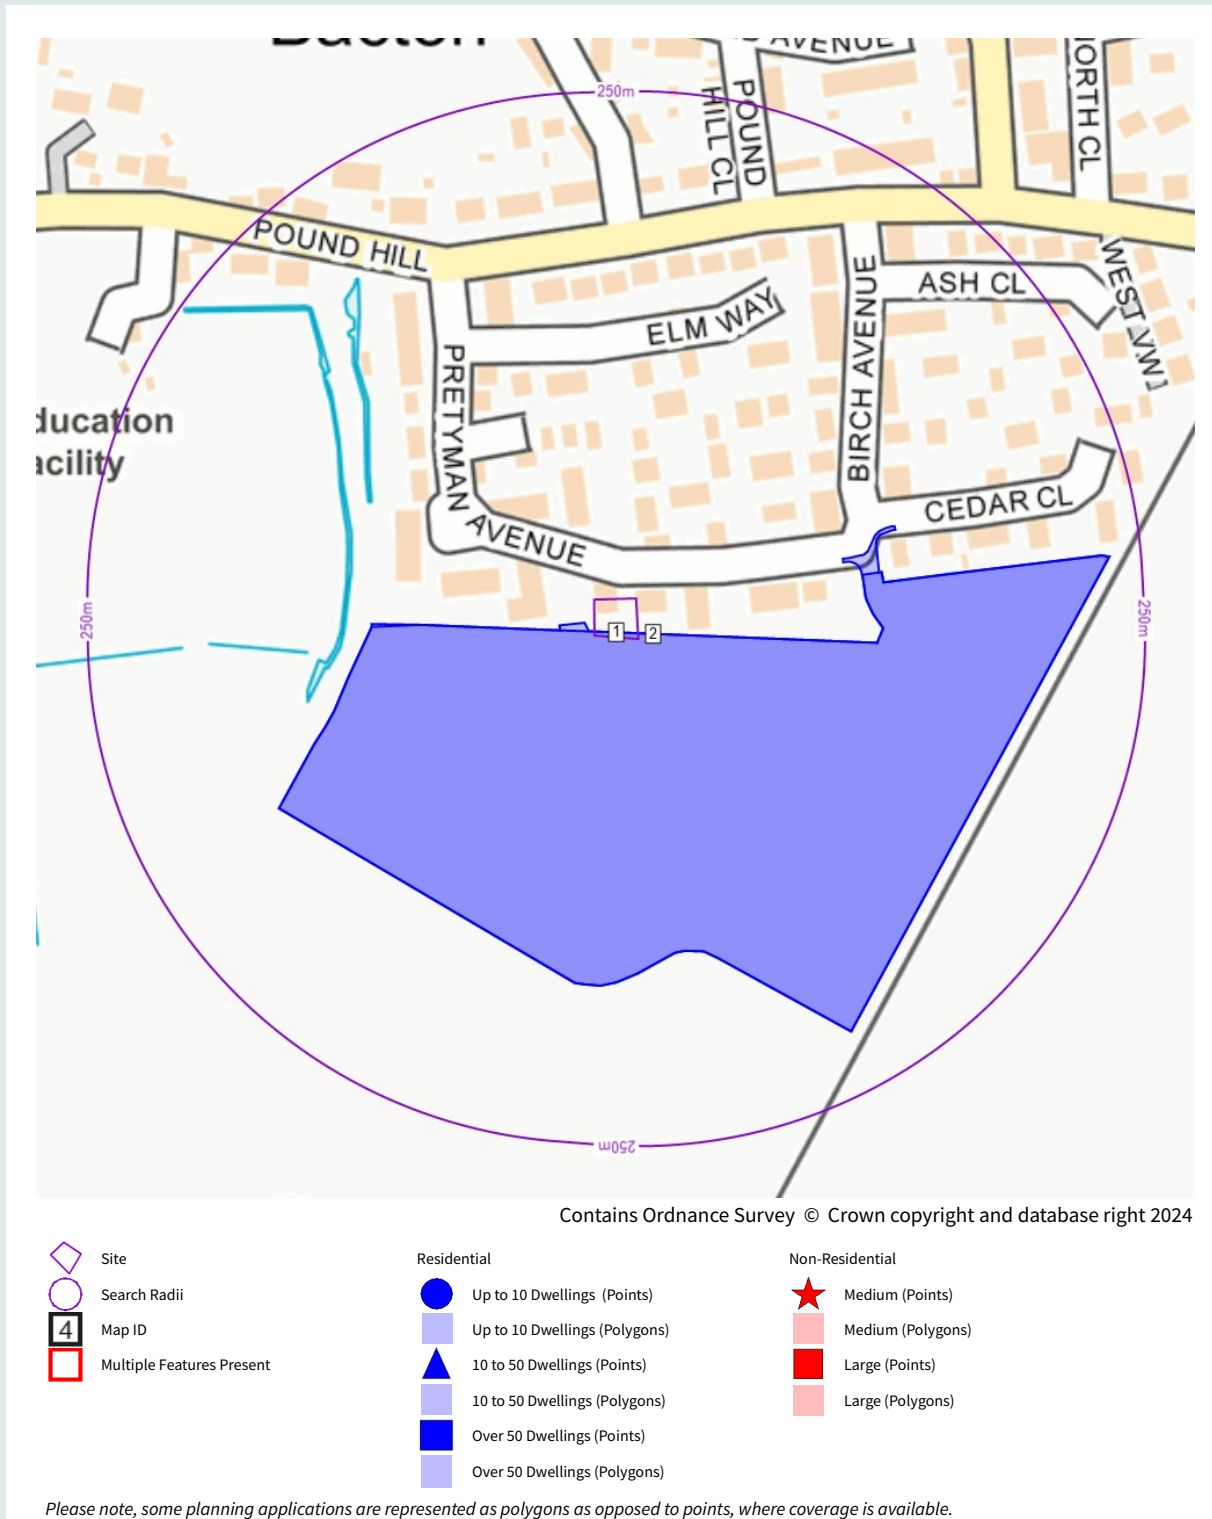 Bacton
AVENUE
250m
HILL CL
POUND
NORTH CL
POUND HILL
ASH CL
WEST VW
ELM WAY
BIRCH AVENUE
PRETYMAN
AVENUE
ducation
acility
CEDAR CL
250m
250m
1
2
250m
Contains Ordnance Survey © Crown copyright and database right 2024
Site
Search Radii
4 Map ID
Multiple Features Present
Residential
Up to 10 Dwellings (Points)
Up to 10 Dwellings (Polygons)
10 to 50 Dwellings (Points)
10 to 50 Dwellings (Polygons)
Over 50 Dwellings (Points)
Over 50 Dwellings (Polygons)
Non-Residential
Medium (Points)
Medium (Polygons)
Large (Points)
Large (Polygons)
Please note, some planning applications are represented as polygons as opposed to points, where coverage is available.